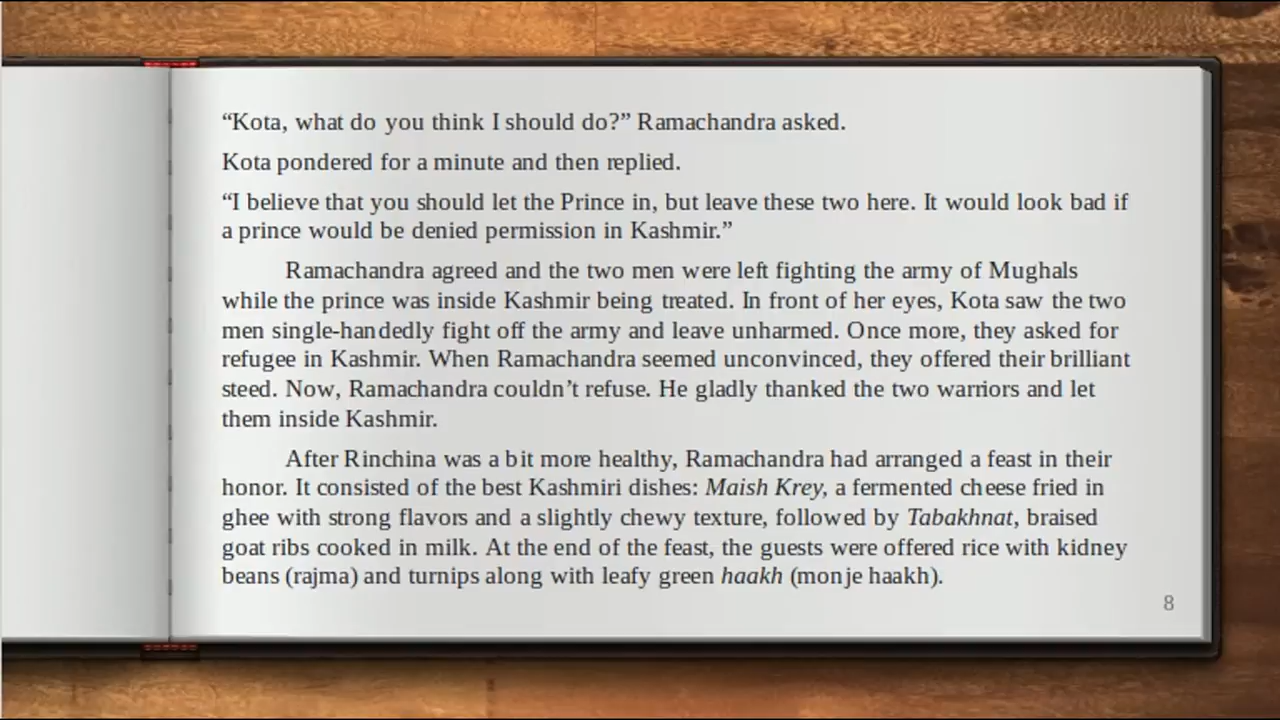 “Kota, what do you think I should do?” Ramachandra asked.
Kota pondered for a minute and then replied.
“I believe that you should let the Prince in, but leave these two here. It would look bad if
a prince would be denied permission in Kashmir.”
Ramachandra agreed and the two men were left fighting the army of Mughals
while the prince was inside Kashmir being treated. In front of her eyes, Kota saw the two
men single-handedly fight off the army and leave unharmed. Once more, they asked for
refugee in Kashmir. When Ramachandra seemed unconvinced, they offered their brilliant
steed. Now, Ramachandra couldn’t refuse. He gladly thanked the two warriors and let
them inside Kashmir.
After Rinchina was a bit more healthy, Ramachandra had arranged a feast in their
honor. It consisted of the best Kashmiri dishes: Maish Krey, a fermented cheese fried in
ghee with strong flavors and a slightly chewy texture, followed by Tabakhnat, braised
goat ribs cooked in milk. At the end of the feast, the guests were offered rice with kidney
beans (rajma) and turnips along with leafy green haakh (monje haakh).
8